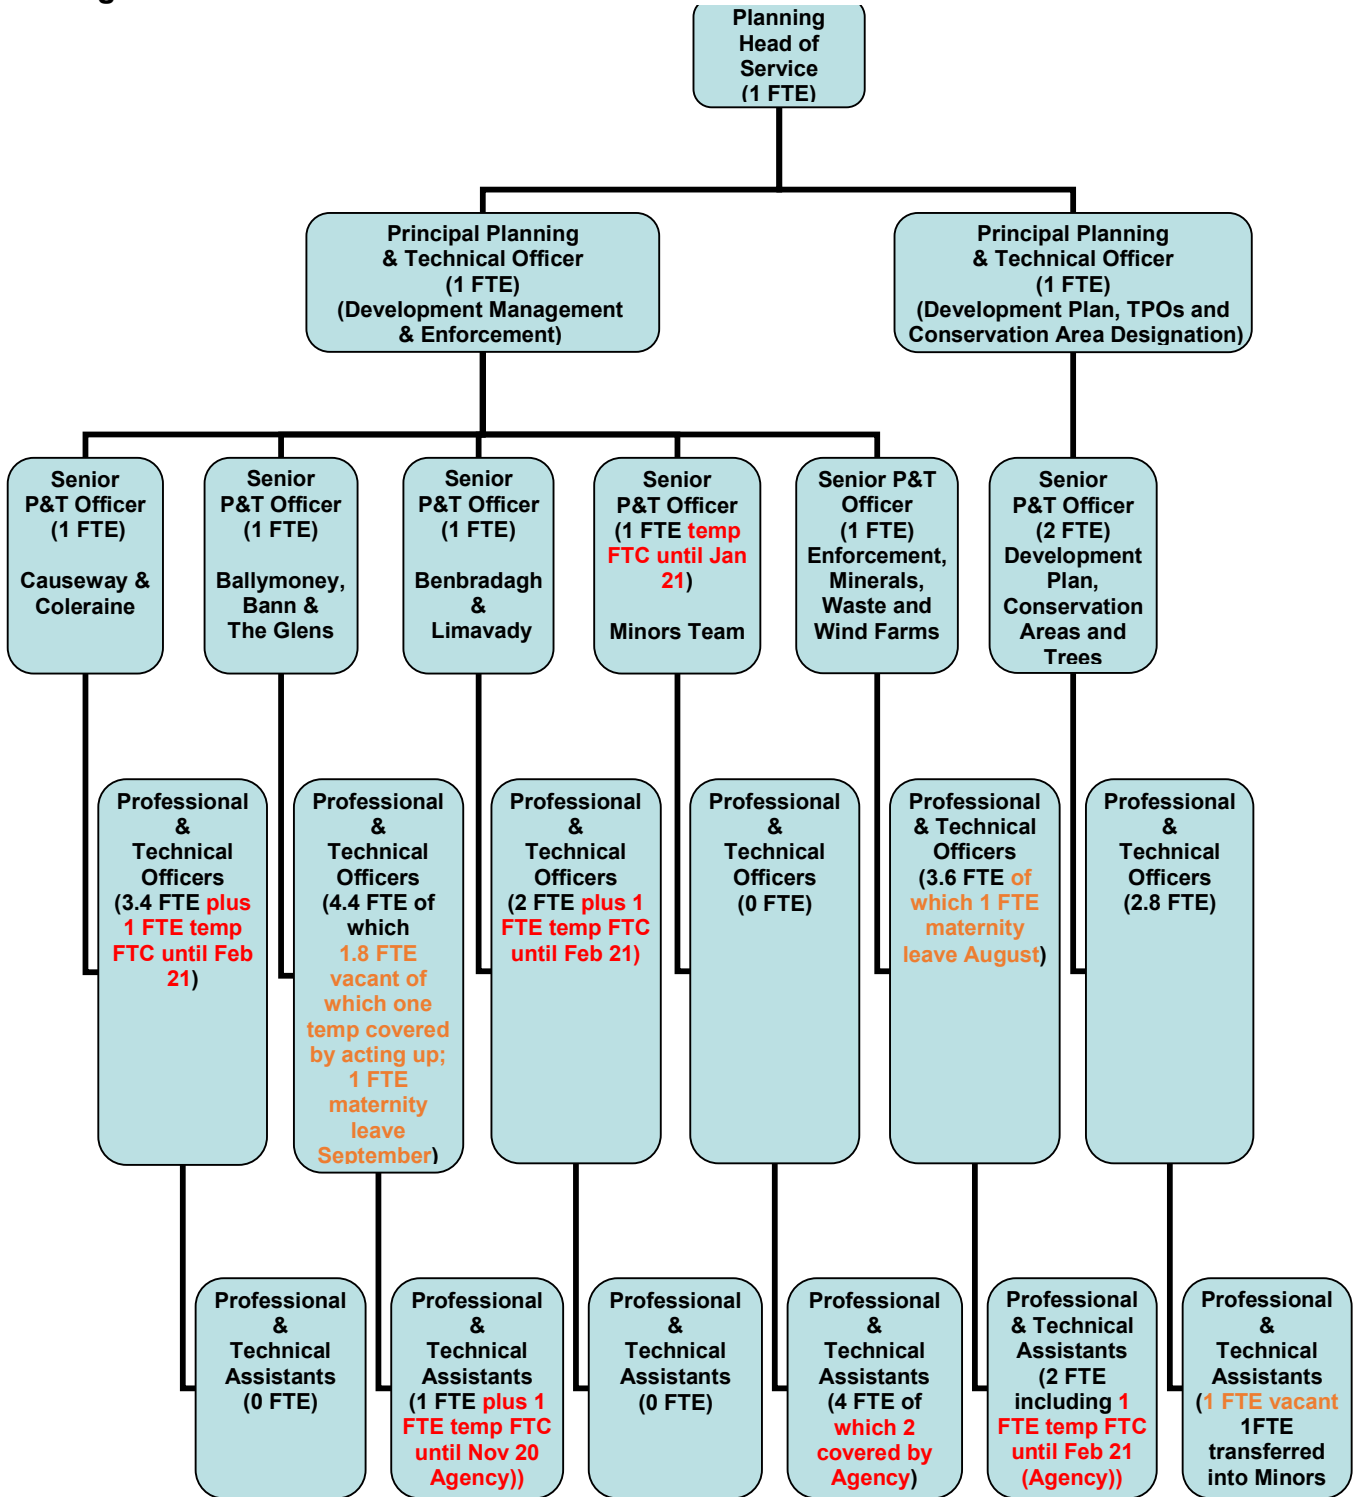 Planning
Head of
Service
(1 FTE)
Principal Planning
& Technical Officer
(1 FTE)
(Development Management
& Enforcement)
Principal Planning
& Technical Officer
(1 FTE)
(Development Plan, TPOs and
Conservation Area Designation)
Senior
P&T Officer
(1 FTE)
Causeway &
Coleraine
Senior
P&T Officer
(1 FTE)
Ballymoney,
Bann &
The Glens
Senior
P&T Officer
(1 FTE)
Benbradagh
&
Limavady
Senior
P&T Officer
(1 FTE temp
FTC until Jan
21)
Minors Team
Senior P&T
Officer
(1 FTE)
Enforcement,
Minerals,
Waste and
Wind Farms
Senior
P&T Officer
(2 FTE)
Development
Plan,
Conservation
Areas and
Trees
Professional
&
Technical
Officers
(3.4 FTE plus
1 FTE temp
FTC until Feb
21)
Professional
&
Technical
Officers
(4.4 FTE of
which
1.8 FTE
vacant of
which one
temp covered
by acting up;
1 FTE
maternity
leave
September)
Professional
&
Technical
Officers
(2 FTE plus 1
FTE temp FTC
until Feb 21)
Professional
&
Technical
Officers
(0 FTE)
Professional
& Technical
Officers
(3.6 FTE of
which 1 FTE
maternity
leave August)
Professional
&
Technical
Officers
(2.8 FTE)
Professional
&
Technical
Assistants
(0 FTE)
Professional
&
Technical
Assistants
(1 FTE plus 1
FTE temp FTC
until Nov 20
Agency))
Professional
&
Technical
Assistants
(0 FTE)
Professional
&
Technical
Assistants
(4 FTE of
which 2
covered by
Agency)
Professional
& Technical
Assistants
(2 FTE
including 1
FTE temp FTC
until Feb 21
(Agency))
Professional
&
Technical
Assistants
(1 FTE vacant
1FTE
transferred
into Minors